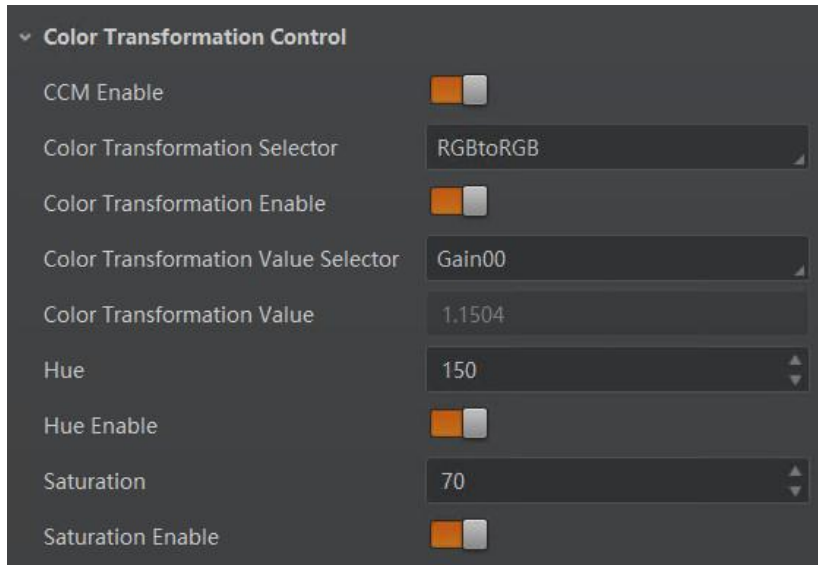 Color Transformation Control
CCM Enable
Color Transformation Selector RGBtoRGB
Color Transformation Enable
Color Transformation Value Selector Gain00
Color Transformation Value 1.1504
Hue 150
Hue Enable
Saturation 70
Saturation Enable